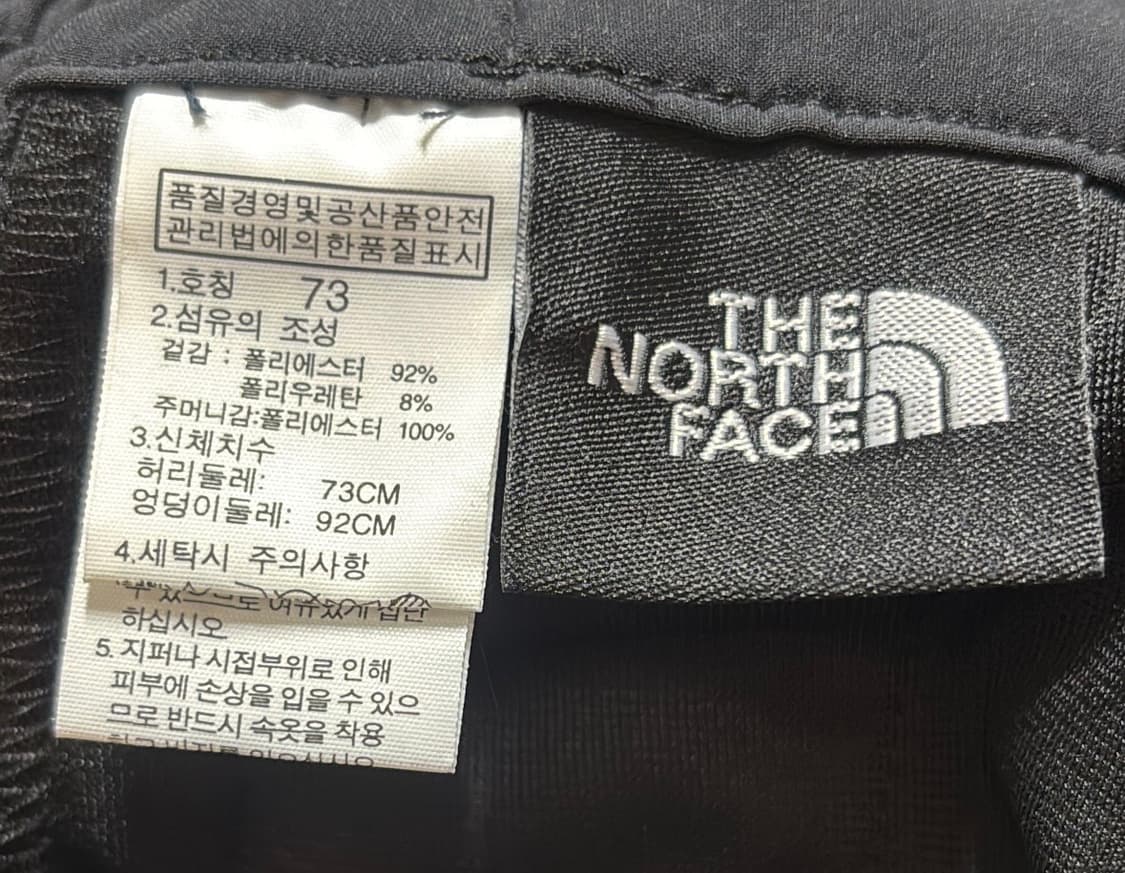 품질경영및공산품안전
관리법에의한품질표시
1.호칭 73
2.섬유의 조성
겉감 : 폴리에스터 92%
폴리우레탄 8%
주머니감:폴리에스터 100%
3.신체치수
허리둘레: 73CM
엉덩이둘레: 92CM
4.세탁시 주의사항
하십시오
5. 지퍼나 시접부위로 인해
피부에 손상을 입을 수 있으
므로 반드시 속옷을 착용
THE
NORTH
FACE